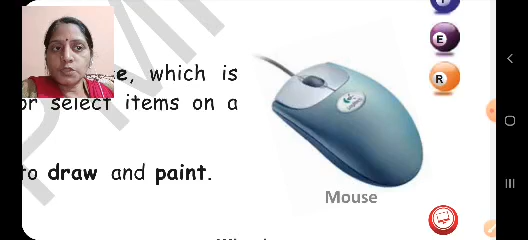 e, which is
or select items on a
to draw and paint.
Mouse
E
R